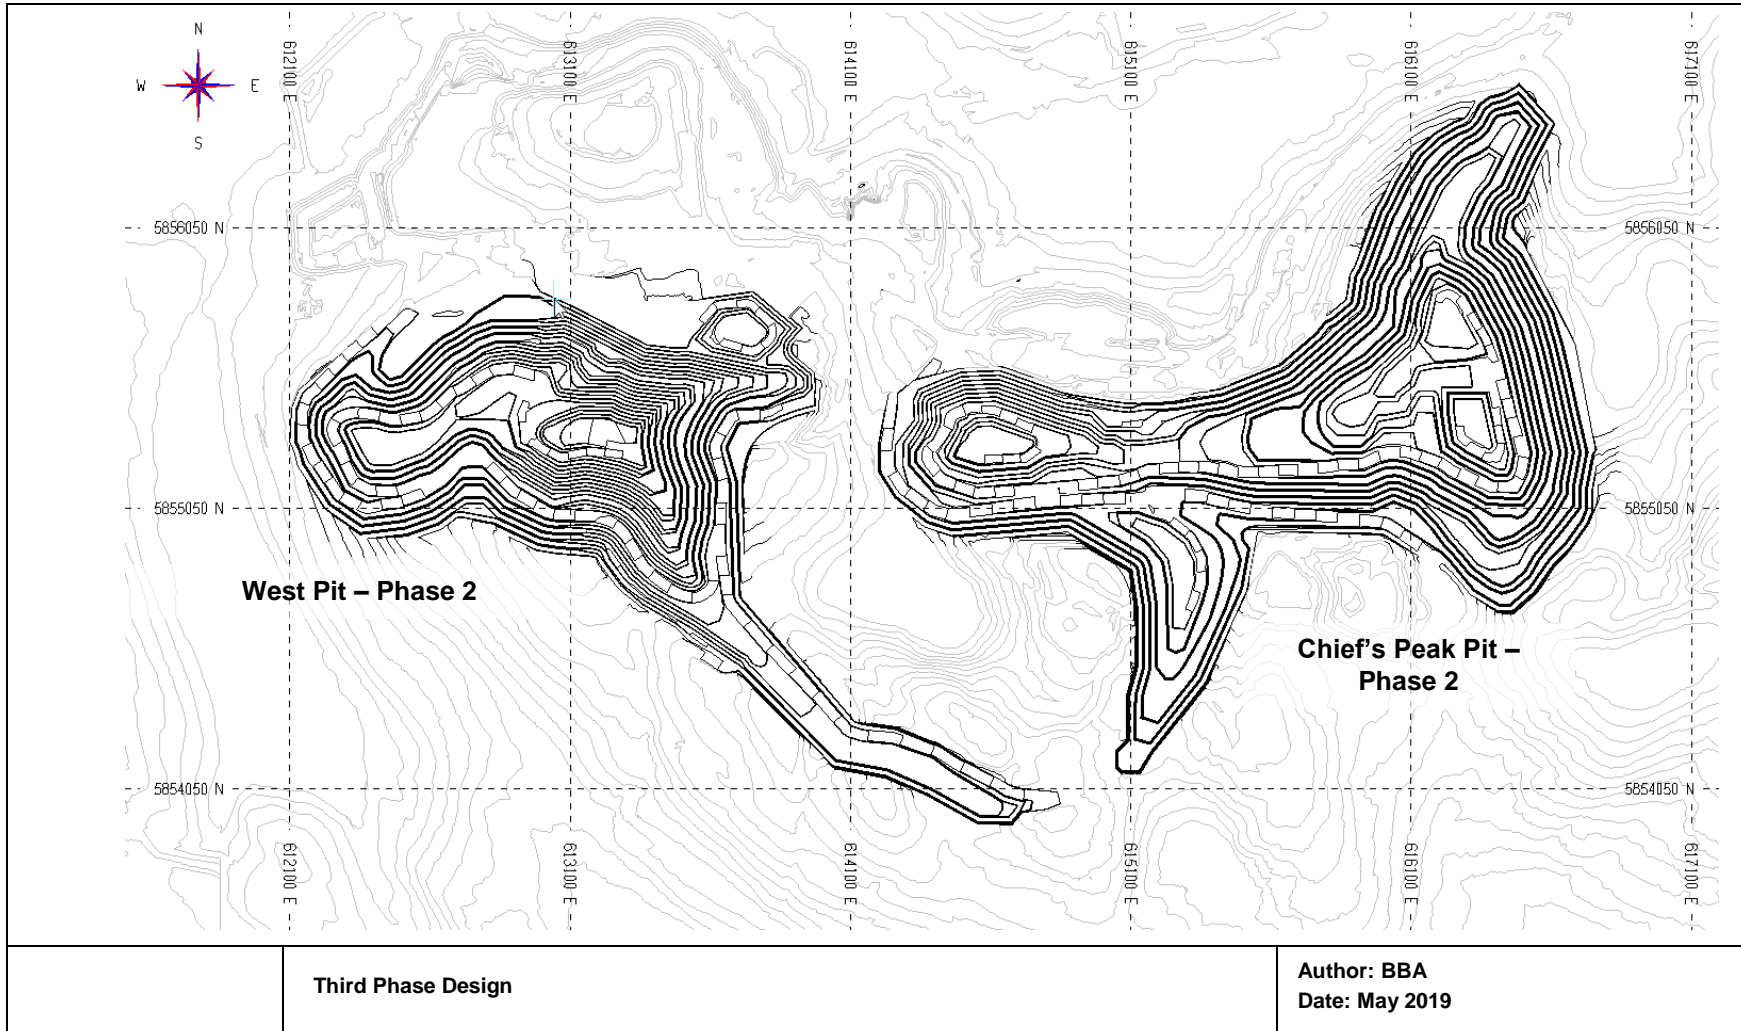 N
W E
S
612100 E
613100 E
614100 E
615100 E
616100 E
617100 E
5856050 N
5856050 N
5855050 N
5855050 N
West Pit – Phase 2
Chief's Peak Pit –
Phase 2
5854050 N
5854050 N
612100 E
613100 E
614100 E
615100 E
616100 E
617100 E
Third Phase Design
Author: BBA
Date: May 2019